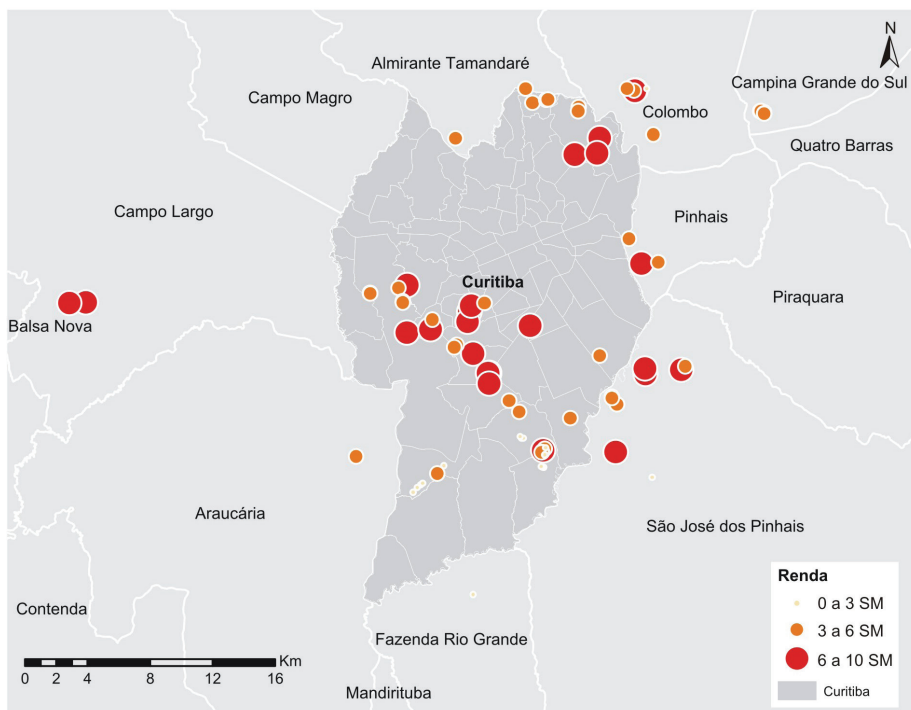 N
Almirante Tamandaré
Campo Magro
Campina Grande do Sul
Colombo
Quatro Barras
Campo Largo
Pinhais
Curitiba
Piraquara
Balsa Nova
Araucária
São José dos Pinhais
Contenda
Fazenda Rio Grande
Mandirituba
Km
0 2 4 8 12 16
Renda
0 a 3 SM
3 a 6 SM
6 a 10 SM
Curitiba